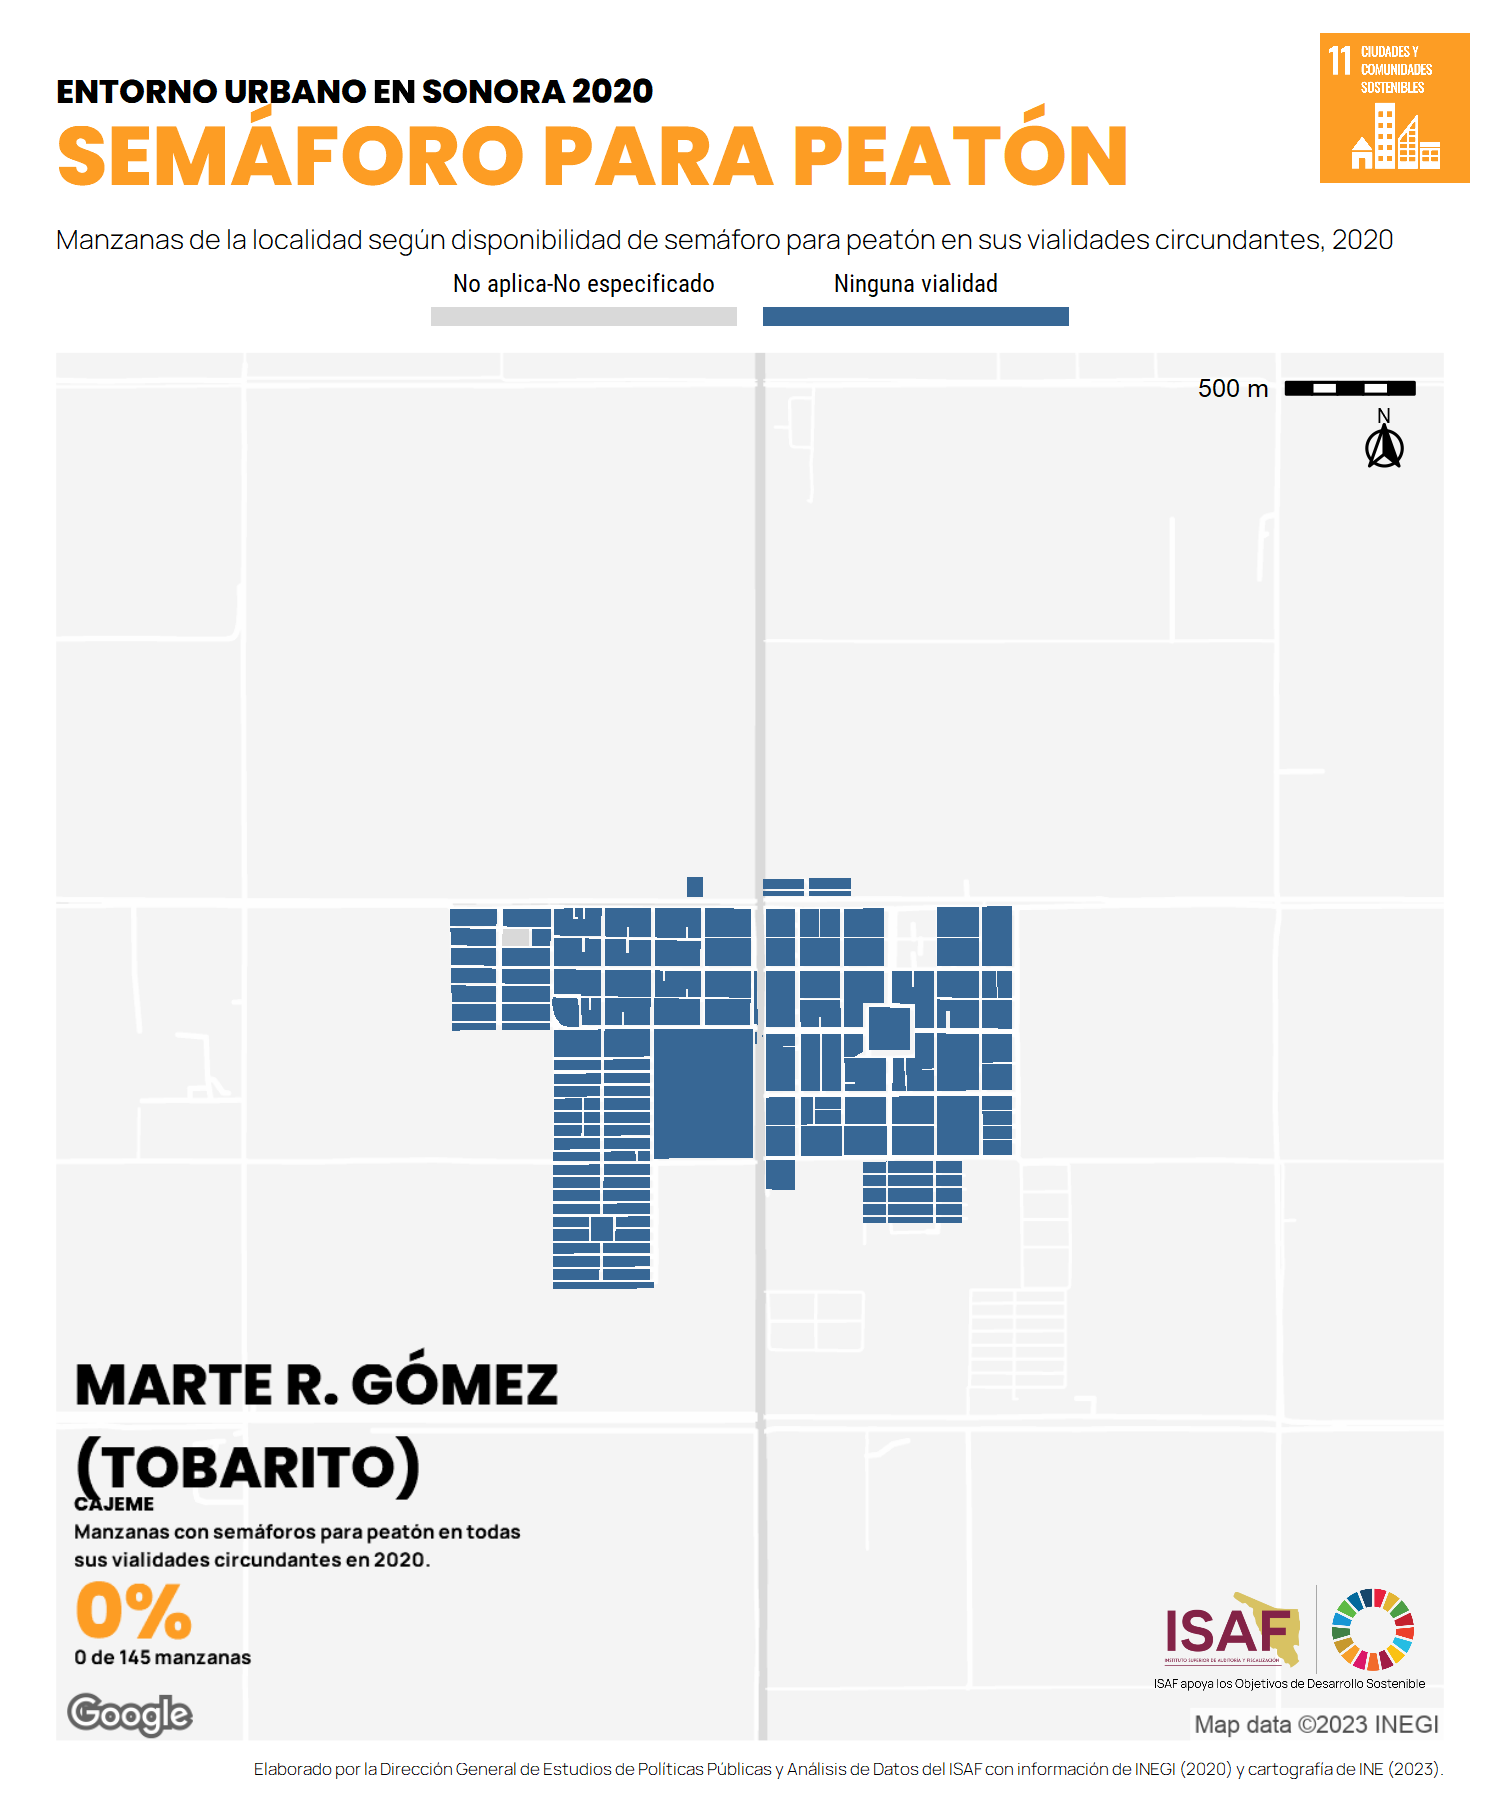 ENTORNO URBANO EN SONORA 2020
SEMÁFORO PARA PEATÓN
11 CIUDADES Y
COMUNIDADES
SOSTENIBLES
Manzanas de la localidad según disponibilidad de semáforo para peatón en sus vialidades circundantes, 2020
No aplica-No especificado
Ninguna vialidad
500 m
N
MARTE R. GÓMEZ
(TOBARITO)
CAJEME
Manzanas con semáforos para peatón en todas
sus vialidades circundantes en 2020.
0%
0 de 145 manzanas
Google
ISAF
INSTITUTO SUPERIOR DE AUDITORÍA Y FISCALIZACIÓN
ISAF apoya los Objetivos de Desarrollo Sostenible
Map data ©2023 INEGI
Elaborado por la Dirección General de Estudios de Políticas Públicas y Análisis de Datos del ISAF con información de INEGI (2020) y cartografía de INE (2023).